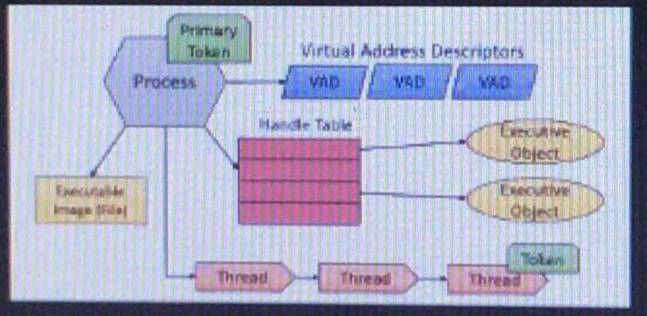 Primary
Token
Virtual Address Descriptors
Process
VAD
VAD
VAD
Handle Table
Executive
Object
Executable
Image (File)
Executive
Object
Token
Thread
Thread
Thread